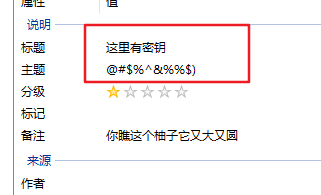 属性 值
说明
标题 这里有密钥
主题 @#$%^&%%$)
分级
标记
备注 你瞧这个柚子它又大又圆
来源
作者